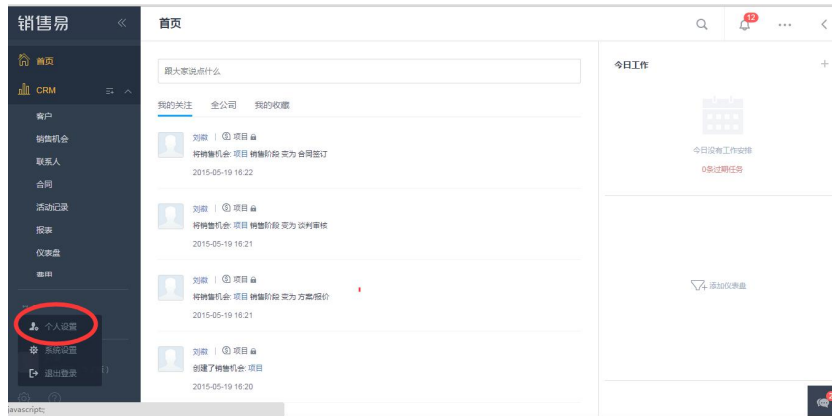 销售易
首页
12
首页
CRM
客户
销售机会
联系人
合同
活动记录
报表
仪表盘
费用
个人设置
系统设置
退出登录
javascript:;
跟大家说点什么
我的关注 全公司 我的收藏
刘微 | 项目
将销售机会: 项目 销售阶段 变为 合同签订
2015-05-19 16:22
刘微 | 项目
将销售机会: 项目 销售阶段 变为 谈判审核
2015-05-19 16:21
刘微 | 项目
将销售机会: 项目 销售阶段 变为 方案/报价
2015-05-19 16:21
刘微 | 项目
创建了销售机会: 项目
2015-05-19 16:20
今日工作
今日没有工作安排
0条过期任务
添加仪表盘